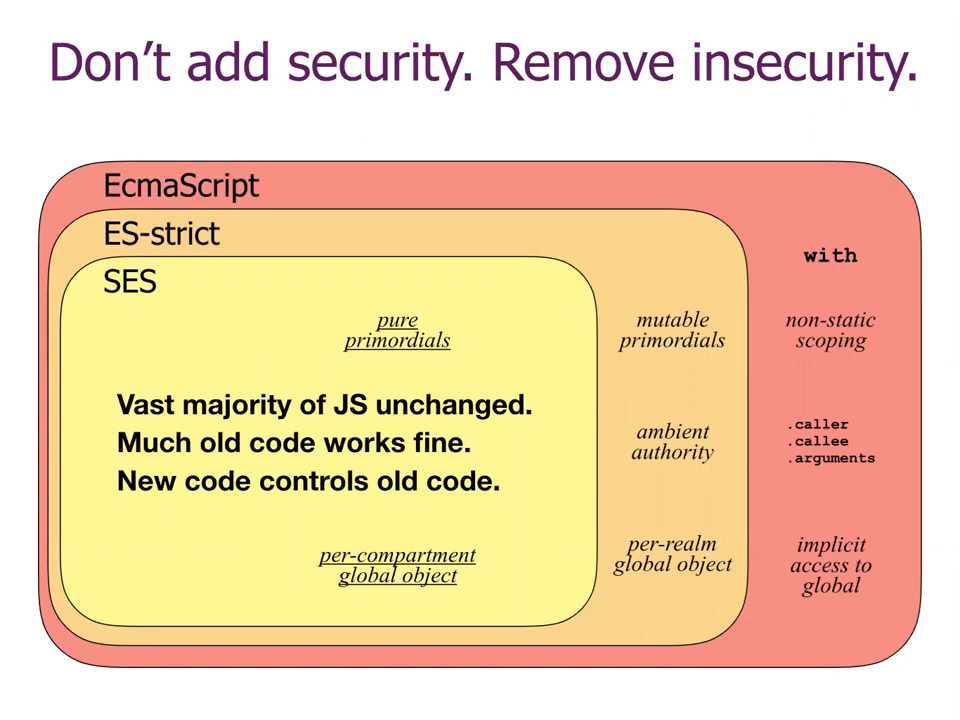 Don't add security. Remove insecurity.
EcmaScript
ES-strict
SES
with
pure
primordials
mutable
primordials
non-static
scoping
Vast majority of JS unchanged.
Much old code works fine.
New code controls old code.
ambient
authority
.caller
.callee
.arguments
per-compartment
global object
per-realm
global object
implicit
access to
global